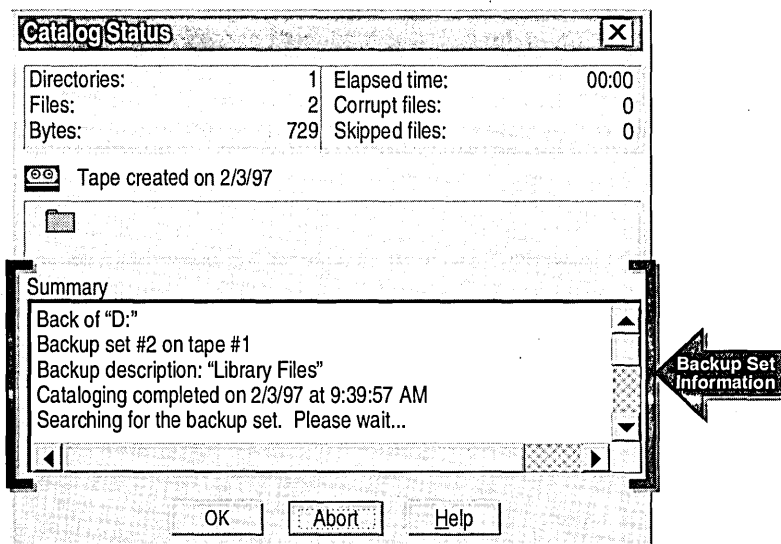 Catalog Status
Directories: 1 Elapsed time: 00:00
Files: 2 Corrupt files: 0
Bytes: 729 Skipped files: 0
Tape created on 2/3/97
Summary
Back of “D:”
Backup set #2 on tape #1
Backup description: “Library Files”
Cataloging completed on 2/3/97 at 9:39:57 AM
Searching for the backup set. Please wait...
Backup Set
Information
OK Abort Help